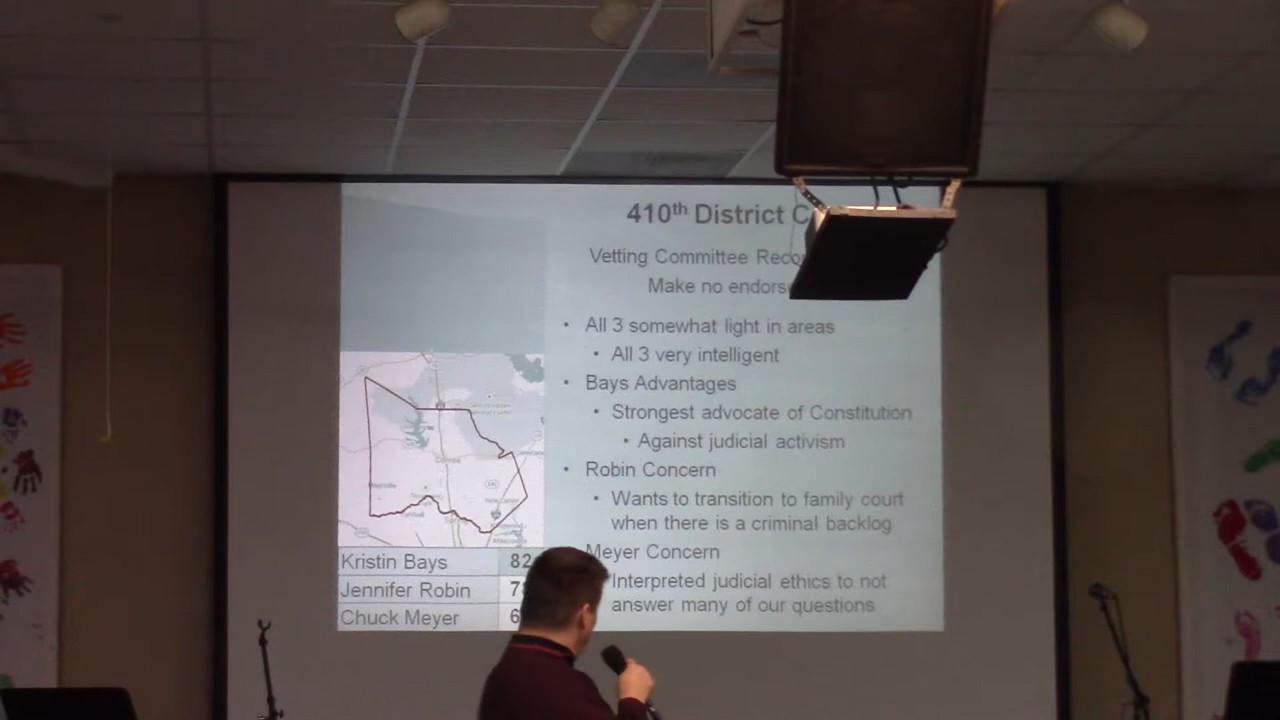 410th District
Vetting Committee
Make no
• All 3 somewhat light in areas
• All 3 very intelligent
• Bays Advantages
• Strongest advocate of Constitution
• Against judicial activism
• Robin Concern
• Wants to transition to family court
when there is a criminal backlog
Meyer Concern
Interpreted judicial ethics to not
answer many of our questions
Kristin Bays 82
Jennifer Robin
Chuck Meyer